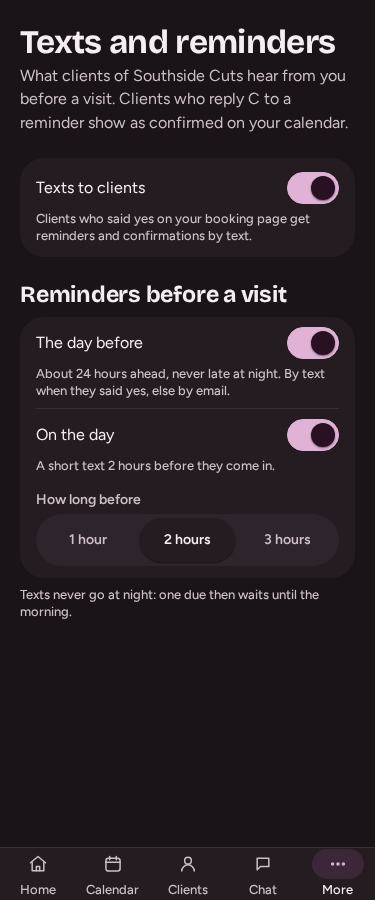 Texts and reminders
What clients of Southside Cuts hear from you
before a visit. Clients who reply C to a
reminder show as confirmed on your calendar.
Texts to clients
Clients who said yes on your booking page get
reminders and confirmations by text.
Reminders before a visit
The day before
About 24 hours ahead, never late at night. By text
when they said yes, else by email.
On the day
A short text 2 hours before they come in.
How long before
1 hour 2 hours 3 hours
Texts never go at night: one due then waits until the
morning.
Home Calendar Clients Chat More